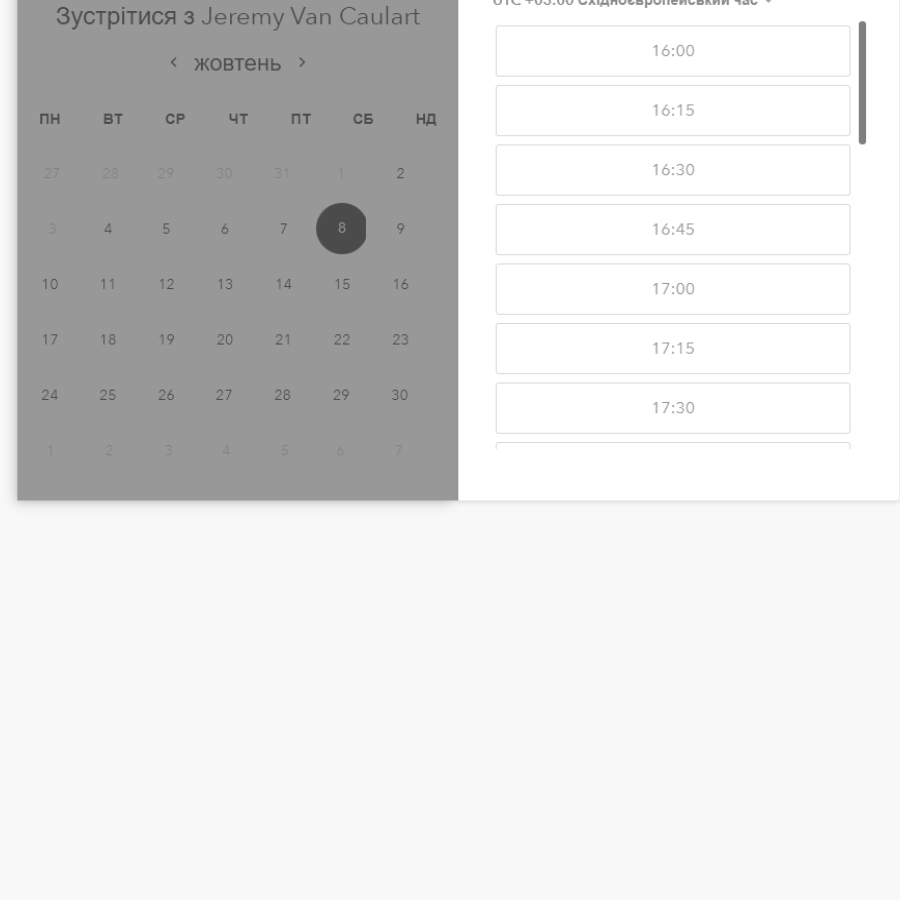 Зустрітися з Jeremy Van Caulart
жовтень
ПН ВТ СР ЧТ ПТ СБ НД
27 28 29 30 31 1 2
3 4 5 6 7 8 9
10 11 12 13 14 15 16
17 18 19 20 21 22 23
24 25 26 27 28 29 30
1 2 3 4 5 6 7
UTC +03:00 Східноєвропейський час
16:00
16:15
16:30
16:45
17:00
17:15
17:30